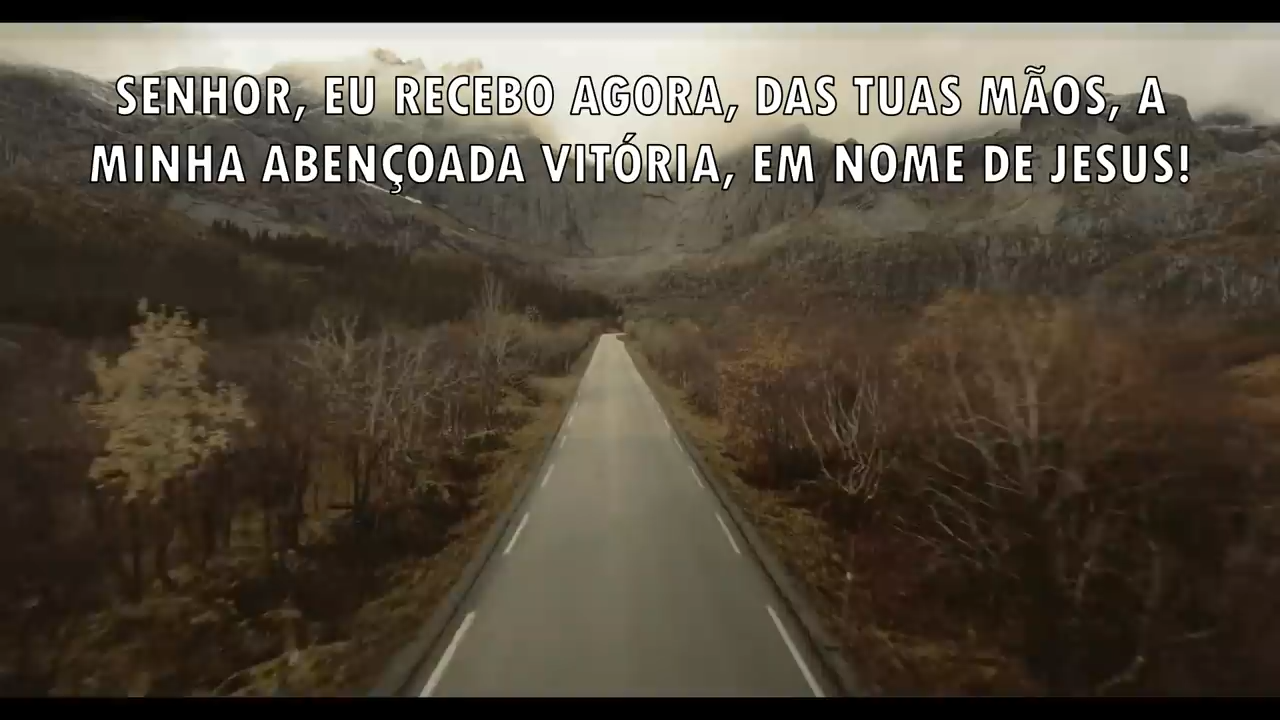 SENHOR, EU RECEBO AGORA, DAS TUAS MÃOS, A
MINHA ABENÇOADA VITÓRIA, EM NOME DE JESUS!